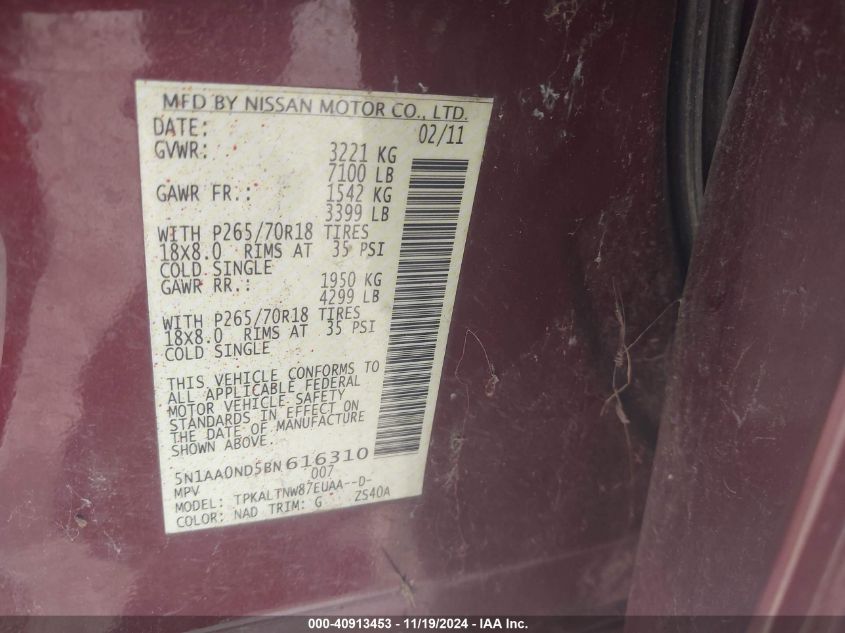 MFD BY NISSAN MOTOR CO., LTD.
DATE: 02/11
GVWR: 3221 KG
7100 LB
GAWR FR.: 1542 KG
3399 LB
WITH P265/70R18 TIRES
18X8.0 RIMS AT 35 PSI
COLD SINGLE
GAWR RR.: 1950 KG
4299 LB
WITH P265/70R18 TIRES
18X8.0 RIMS AT 35 PSI
COLD SINGLE
THIS VEHICLE CONFORMS TO
ALL APPLICABLE FEDERAL
MOTOR VEHICLE SAFETY
STANDARDS IN EFFECT ON
THE DATE OF MANUFACTURE
SHOWN ABOVE.
5N1AA0ND5BN616310
MPV 007
MODEL: TPKALTNW87EUAA--D-
COLOR: NAD TRIM: G ZS40A
000-40913453 - 11/19/2024 - IAA Inc.